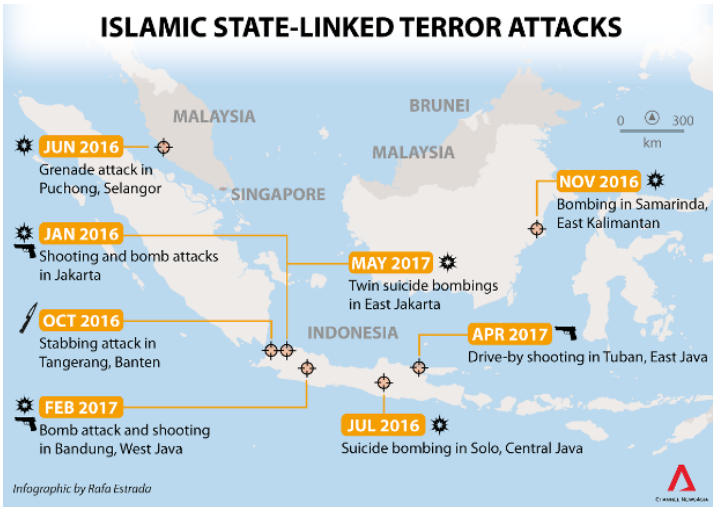 ISLAMIC STATE-LINKED TERROR ATTACKS
MALAYSIA
BRUNEI
0 300
km
MALAYSIA
SINGAPORE
INDONESIA
JUN 2016
Grenade attack in
Puchong, Selangor
NOV 2016
Bombing in Samarinda,
East Kalimantan
JAN 2016
Shooting and bomb attacks
in Jakarta
MAY 2017
Twin suicide bombings
in East Jakarta
OCT 2016
Stabbing attack in
Tangerang, Banten
APR 2017
Drive-by shooting in Tuban, East Java
FEB 2017
Bomb attack and shooting
in Bandung, West Java
JUL 2016
Suicide bombing in Solo, Central Java
Infographic by Rafa Estrada
CHANNEL NEWSASIA